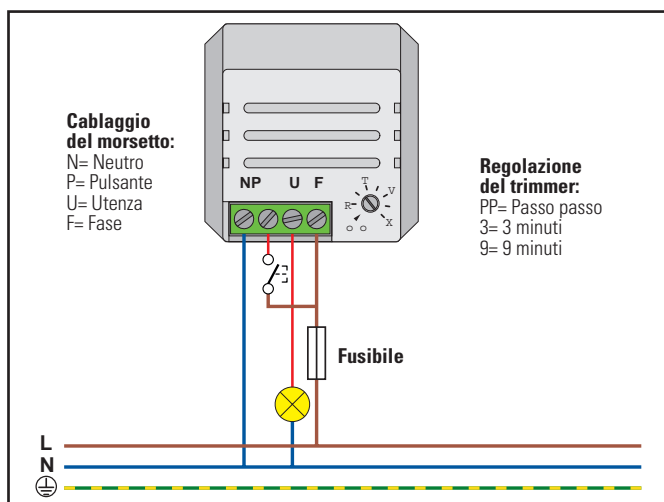 Cablaggio
del morsetto:
N= Neutro
P= Pulsante
U= Utenza
F= Fase
NP U F
T
V
R
X
Regolazione
del trimmer:
PP= Passo passo
3= 3 minuti
9= 9 minuti
Fusibile
L
N